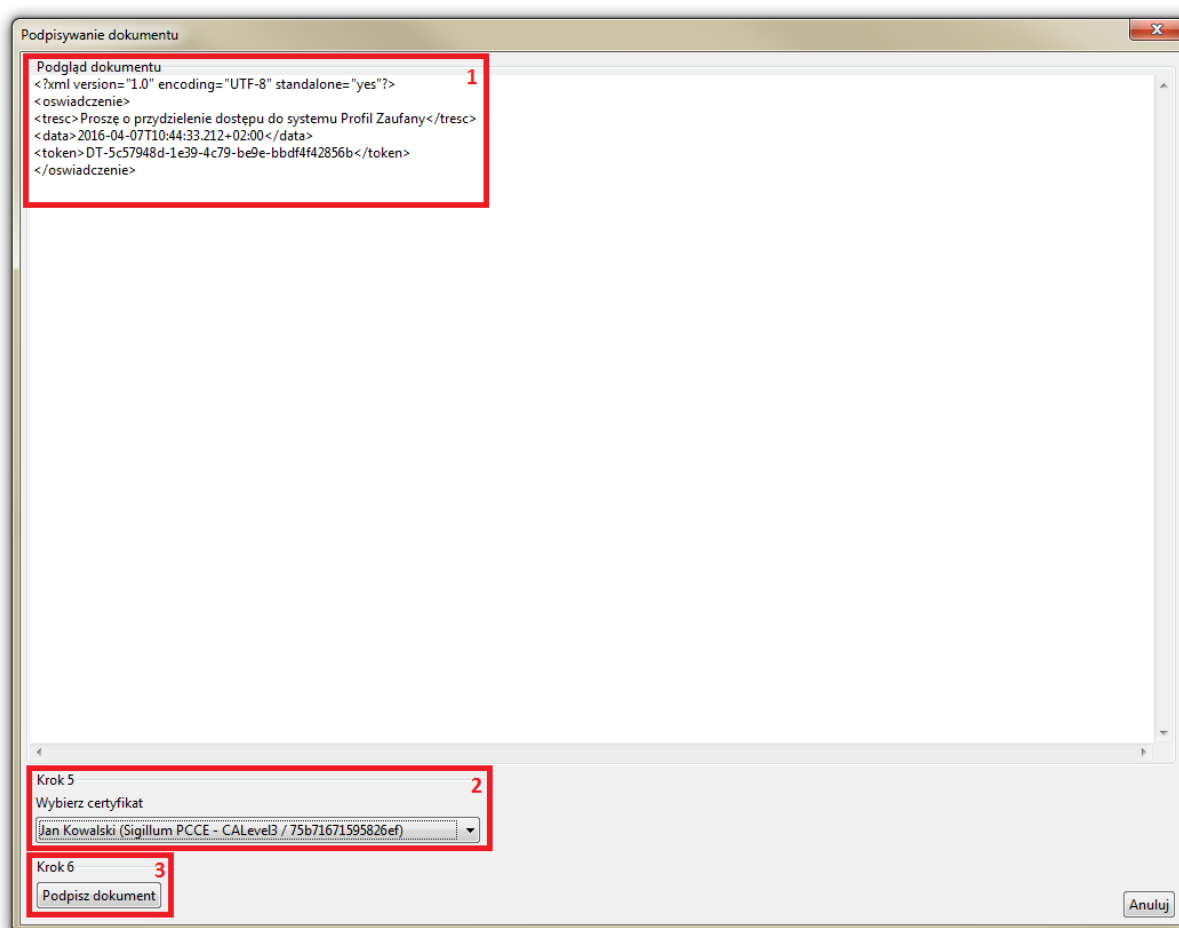 Podpisywanie dokumentu
x
Podgląd dokumentu
1
<?xml version="1.0" encoding="UTF-8" standalone="yes"?>
<oswiadczenie>
<tresc>Proszę o przydzielenie dostępu do systemu Profil Zaufany</tresc>
<data>2016-04-07T10:44:33.212+02:00</data>
<token>DT-5c57948d-1e39-4c79-be9e-bbdf4f42856b</token>
</oswiadczenie>
Krok 5
2
Wybierz certyfikat
Jan Kowalski (Sigillum PCCE - CALevel3 / 75b71671595826ef)
Krok 6
3
Podpisz dokument
Anuluj